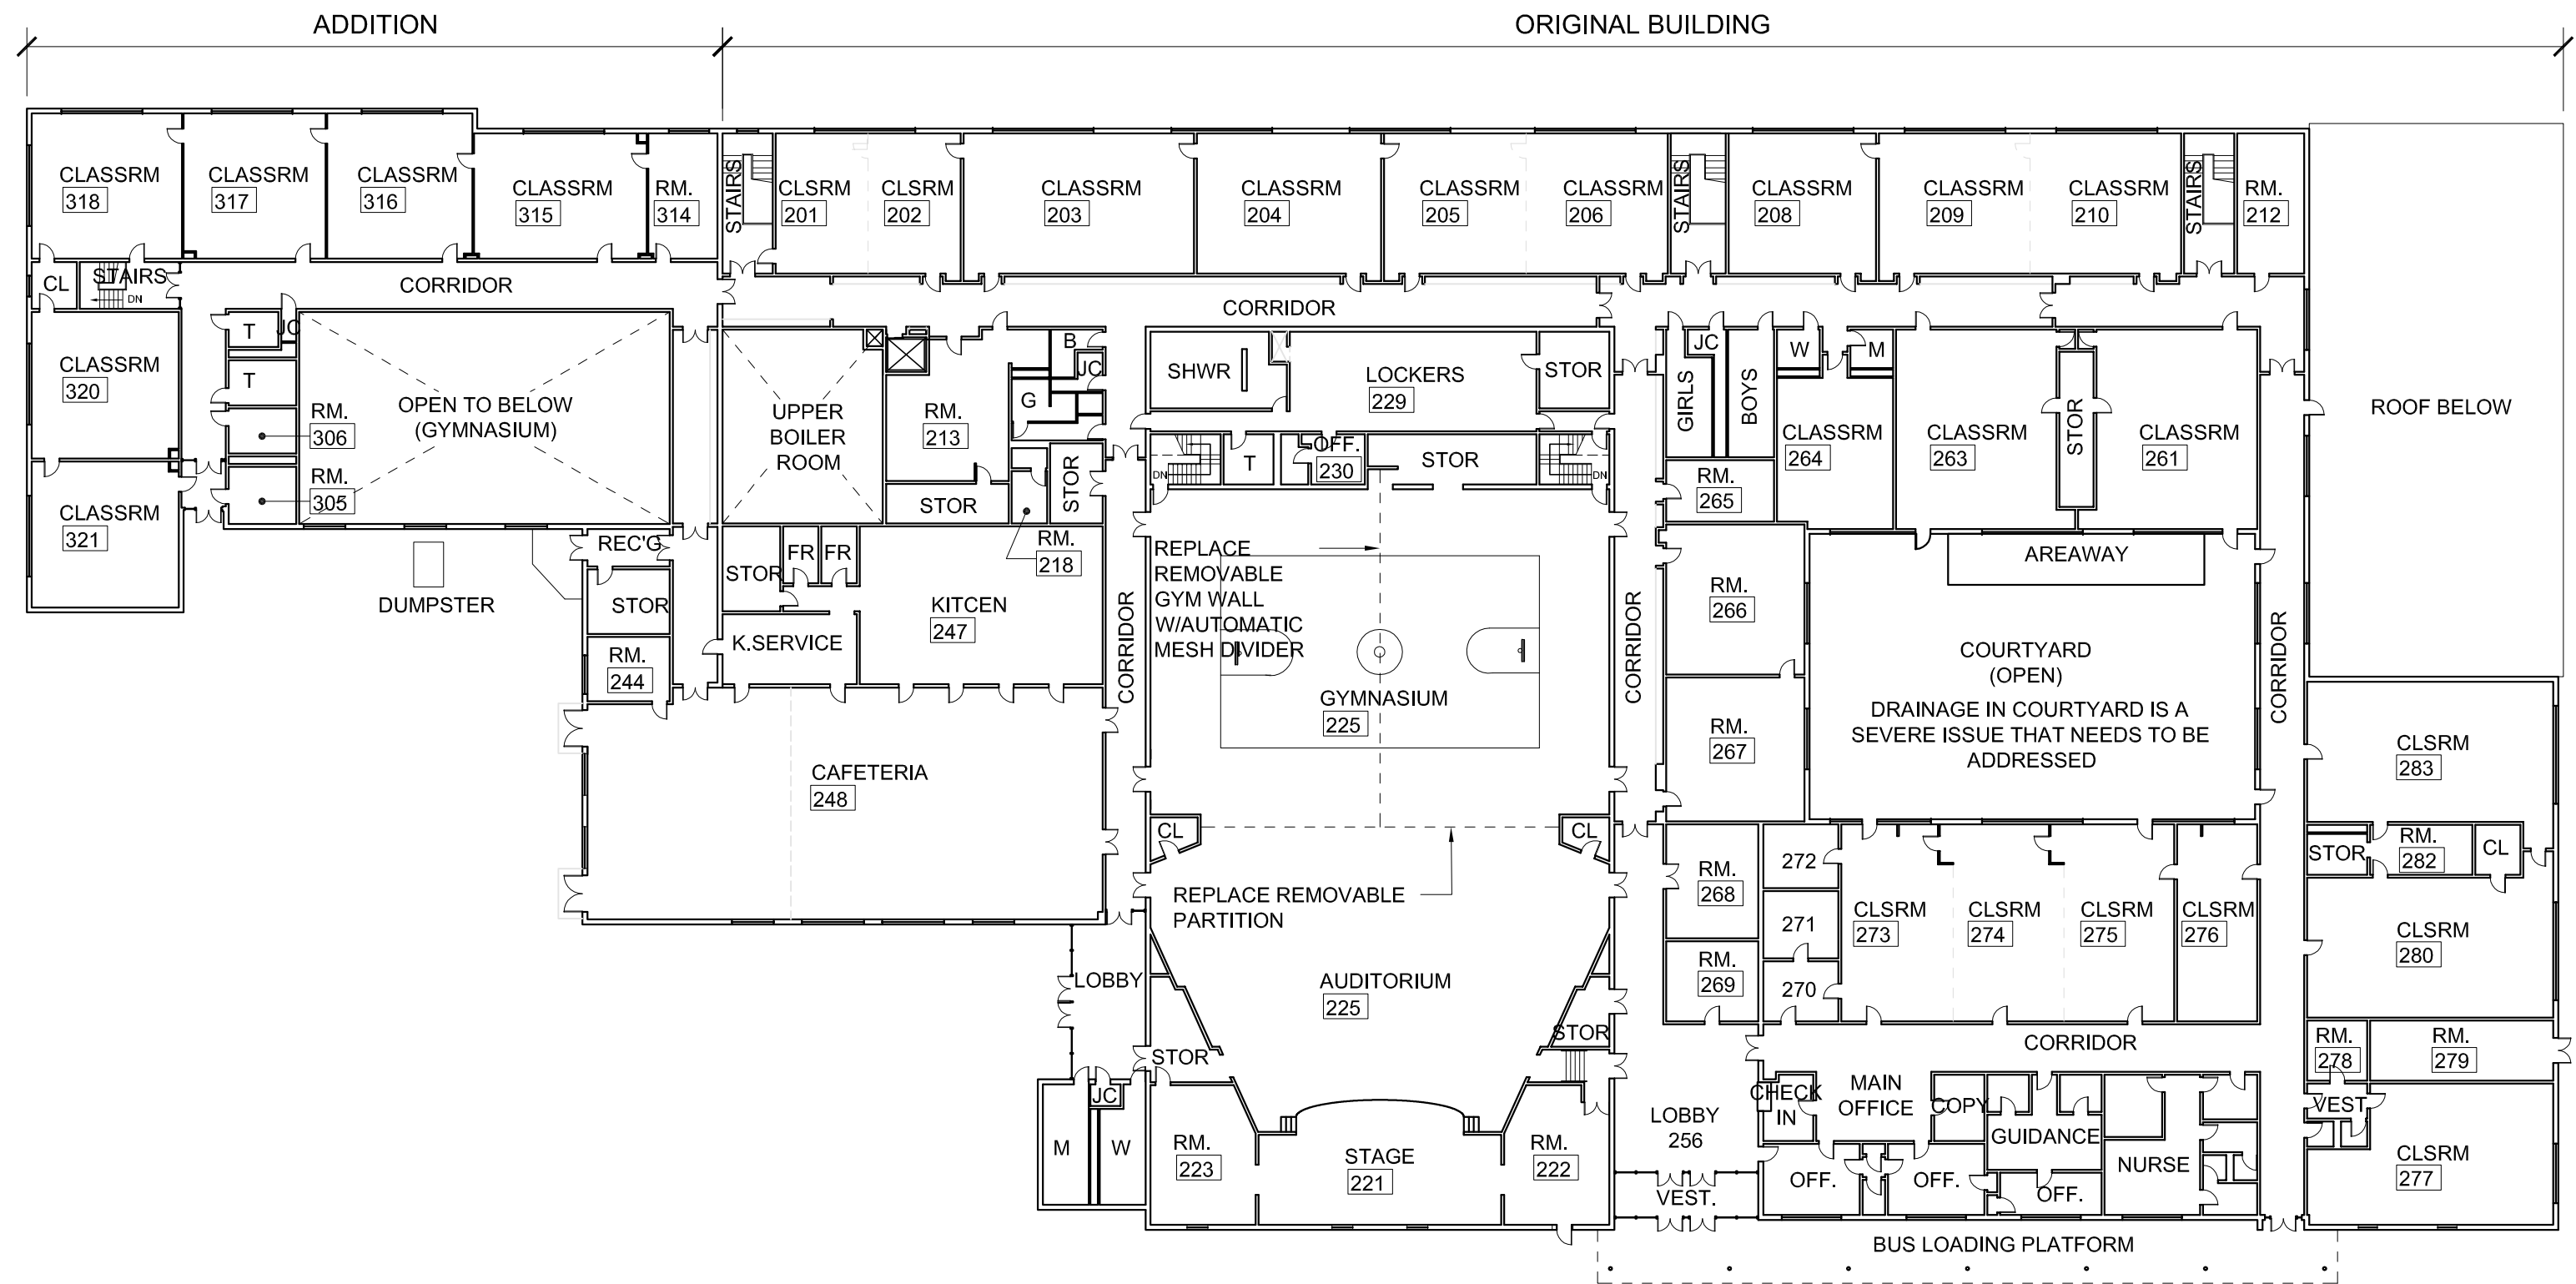 ADDITION
ORIGINAL BUILDING
CLASSRM
318
CLASSRM
317
CLASSRM
316
CLASSRM
315
RM.
314
STAIRS
CLSRM
201
CLSRM
202
CLASSRM
203
CLASSRM
204
CLASSRM
205
CLASSRM
206
STAIRS
CLASSRM
208
CLASSRM
209
CLASSRM
210
STAIRS
RM.
212
CL
STAIRS
DN
CORRIDOR
CORRIDOR
T
JC
T
RM.
306
RM.
305
OPEN TO BELOW
(GYMNASIUM)
CLASSRM
320
CLASSRM
321
UPPER
BOILER
ROOM
RM.
213
B
JC
G
STOR
STOR
RM.
218
SHWR
LOCKERS
229
STOR
DN
T
OFF.
230
STOR
DN
GIRLS
JC
BOYS
W
M
CLASSRM
264
CLASSRM
263
STOR
CLASSRM
261
RM.
265
ROOF BELOW
DUMPSTER
REC'G
STOR
RM.
244
STOR
FR
FR
K.SERVICE
KITCEN
247
CORRIDOR
REPLACE
REMOVABLE
GYM WALL
W/AUTOMATIC
MESH DIVIDER
GYMNASIUM
225
CORRIDOR
RM.
266
RM.
267
AREAWAY
COURTYARD
(OPEN)
DRAINAGE IN COURTYARD IS A
SEVERE ISSUE THAT NEEDS TO BE
ADDRESSED
CORRIDOR
CLSRM
283
CAFETERIA
248
CL
CL
REPLACE REMOVABLE
PARTITION
RM.
268
272
271
RM.
269
270
CLSRM
273
CLSRM
274
CLSRM
275
CLSRM
276
STOR
RM.
282
CL
CLSRM
280
LOBBY
AUDITORIUM
225
STOR
STOR
CORRIDOR
RM.
278
RM.
279
M
JC
W
RM.
223
STAGE
221
RM.
222
LOBBY
256
VEST.
CHECK
IN
MAIN
OFFICE
COPY
GUIDANCE
NURSE
OFF.
OFF.
OFF.
VEST
CLSRM
277
BUS LOADING PLATFORM